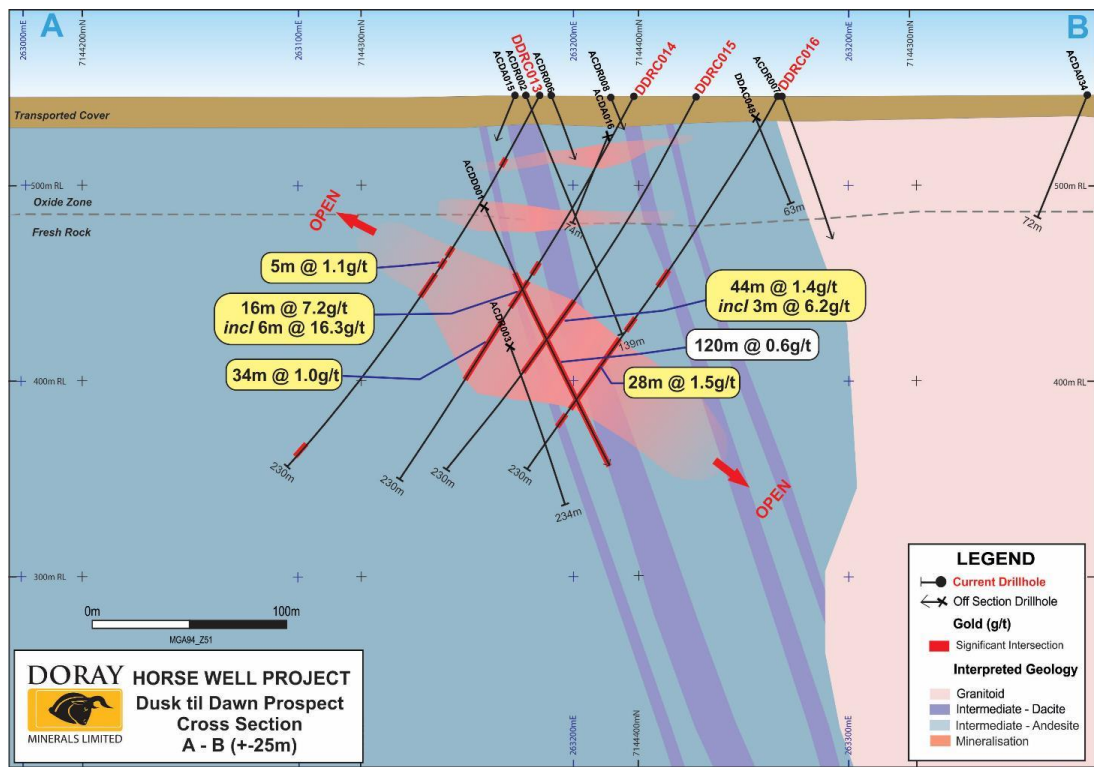 A
B
263000mE
7144200mN
263100mE
7144300mN
263200mE
7144400mN
263200mE
7144300mN
ACDA015
ACDR002
DDRC013
ACDR006
ACDR008
ACDA016
DDRC014
DDRC015
DDAC048
ACDR007
DDRC016
ACDA034
Transported Cover
500m RL
500m RL
Oxide Zone
Fresh Rock
ACDD001
74m
63m
72m
OPEN
5m @ 1.1g/t
16m @ 7.2g/t
incl 6m @ 16.3g/t
34m @ 1.0g/t
44m @ 1.4g/t
incl 3m @ 6.2g/t
120m @ 0.6g/t
28m @ 1.5g/t
ACDR003
139m
400m RL
400m RL
230m
230m
230m
230m
234m
OPEN
300m RL
300m RL
0m
100m
MGA94_Z51
263200mE
7144400mN
263300mE
DORAY
MINERALS LIMITED
HORSE WELL PROJECT
Dusk til Dawn Prospect
Cross Section
A - B (+-25m)
LEGEND
Current Drillhole
Off Section Drillhole
Gold (g/t)
Significant Intersection
Interpreted Geology
Granitoid
Intermediate - Dacite
Intermediate - Andesite
Mineralisation